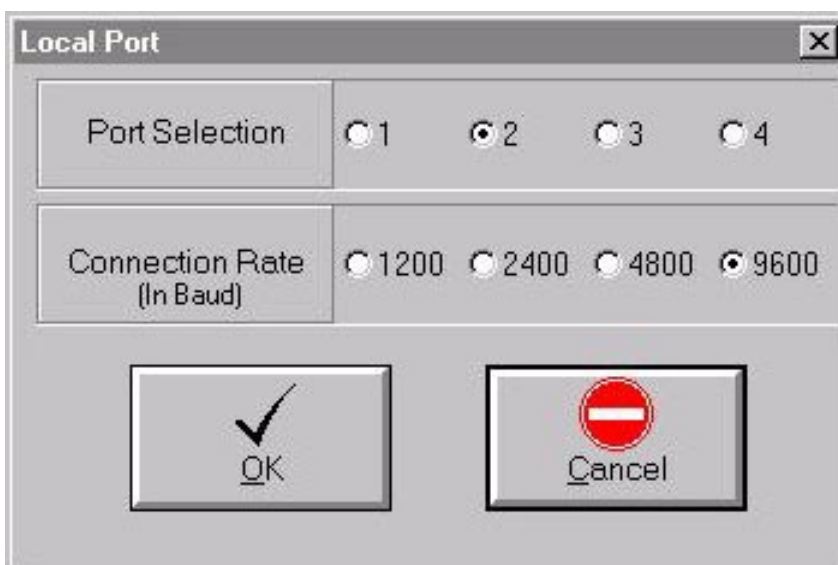 Local Port
Port Selection 1 2 3 4
Connection Rate 1200 2400 4800 9600
(In Baud)
OK Cancel